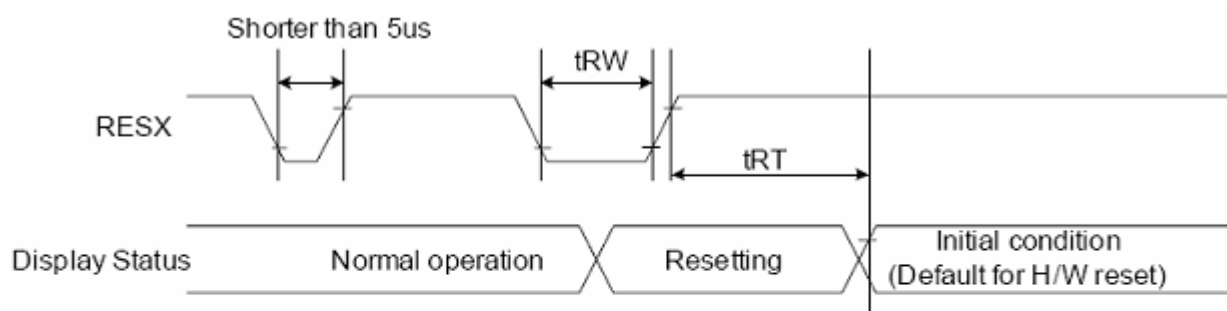 Shorter than 5us
tRW
RESX
tRT
Display Status
Normal operation
Resetting
Initial condition
(Default for H/W reset)